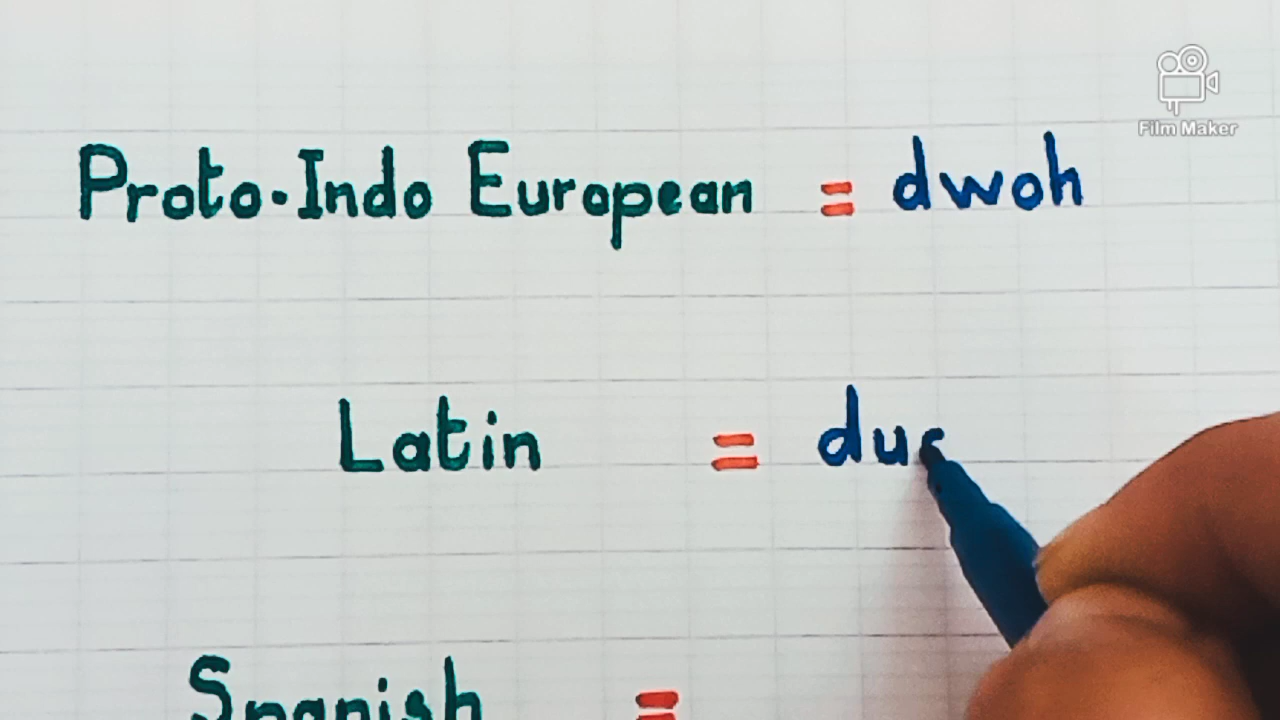 Film Maker
Proto-Indo European = dwoh
Latin = du
Spanish =